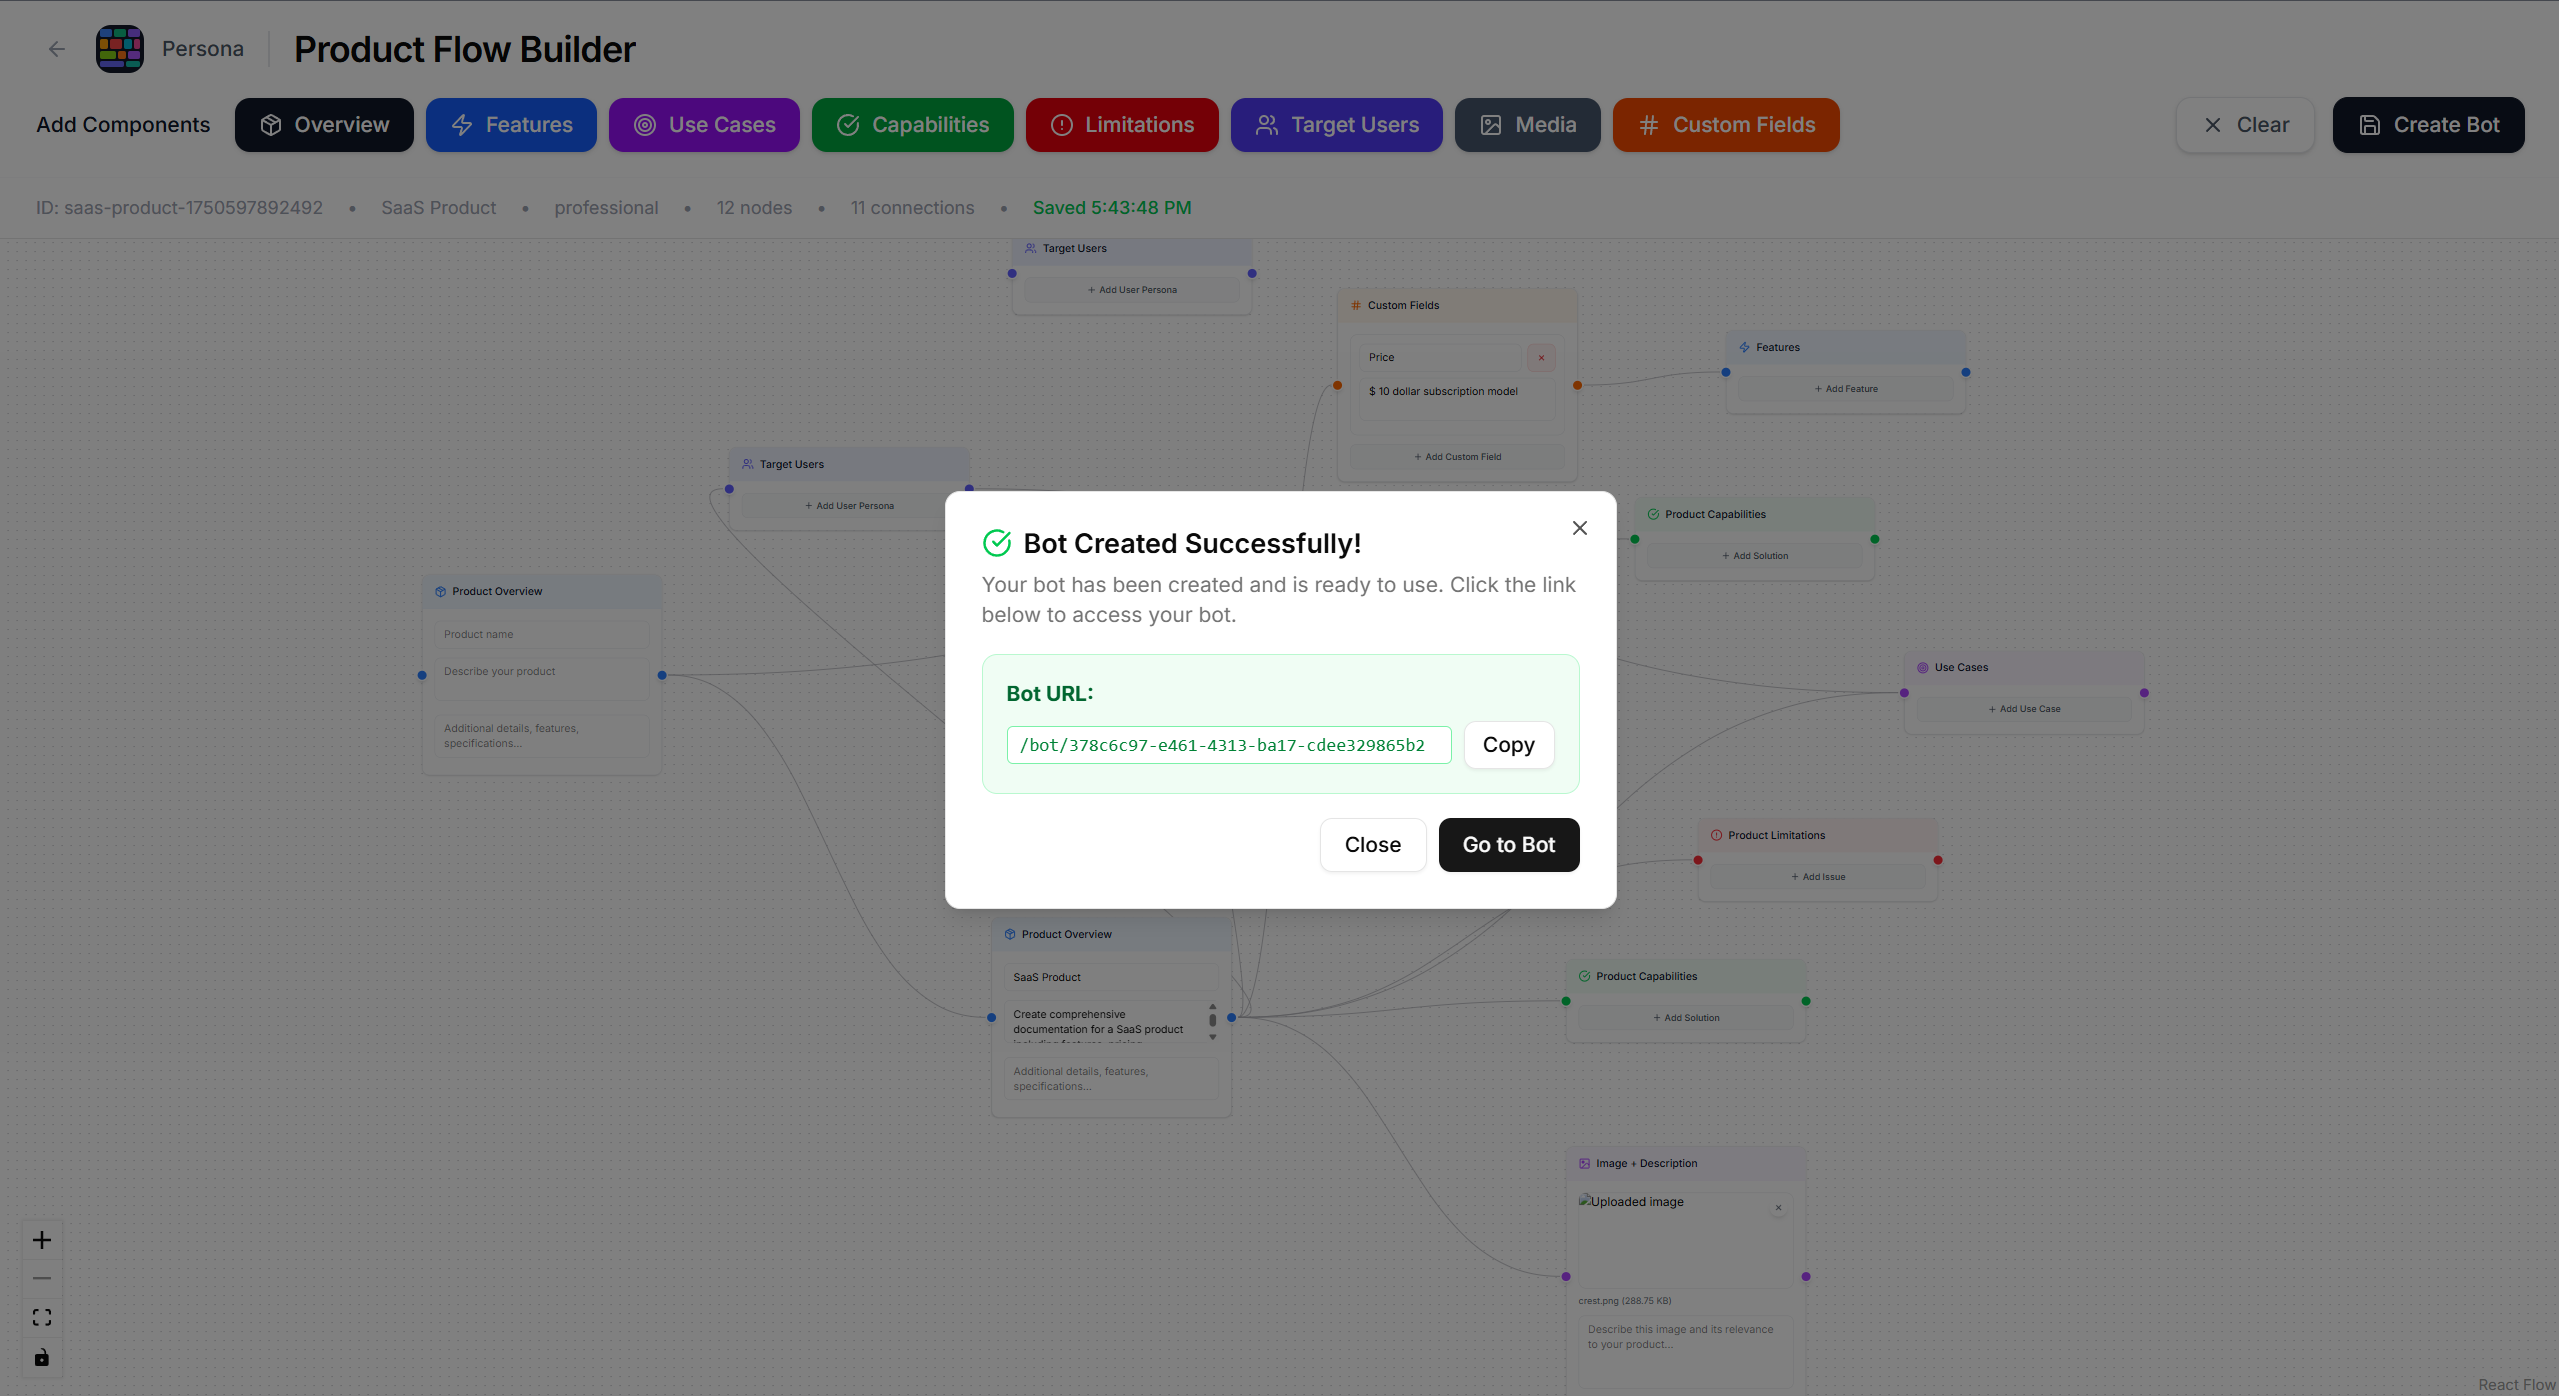 Persona
Product Flow Builder
Add Components
Overview
Features
Use Cases
Capabilities
Limitations
Target Users
Media
Custom Fields
Clear
Create Bot
ID: saas-product-1750597892492 • SaaS Product • professional • 12 nodes • 11 connections • Saved 5:43:48 PM
Target Users
+ Add User Persona
Custom Fields
Price
$ 10 dollar subscription model
+ Add Custom Field
Features
+ Add Feature
Target Users
+ Add User Persona
Product Capabilities
+ Add Solution
Product Overview
Product name
Describe your product
Additional details, features,
specifications...
Bot Created Successfully!
Your bot has been created and is ready to use. Click the link
below to access your bot.
Bot URL:
/bot/378c6c97-e461-4313-ba17-cdee329865b2
Copy
Close
Go to Bot
Use Cases
+ Add Use Case
Product Limitations
+ Add Issue
Product Overview
SaaS Product
Create comprehensive
documentation for a SaaS product
including features, pricing
Additional details, features,
specifications...
Product Capabilities
+ Add Solution
Image + Description
Uploaded image
crest.png (288.75 KB)
Describe this image and its relevance
to your product...
React Flow